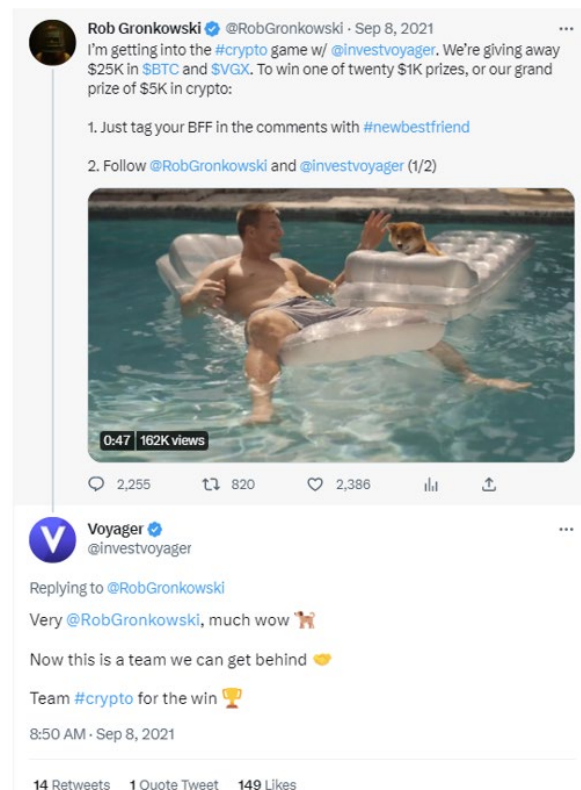 Rob Gronkowski @RobGronkowski · Sep 8, 2021
I'm getting into the #crypto game w/ @investvoyager. We're giving away
$25K in $BTC and $VGX. To win one of twenty $1K prizes, or our grand
prize of $5K in crypto:
1. Just tag your BFF in the comments with #newbestfriend
2. Follow @RobGronkowski and @investvoyager (1/2)
0:47 162K views
2,255 820 2,386
V
Voyager
@investvoyager
Replying to @RobGronkowski
Very @RobGronkowski, much wow 🐕
Now this is a team we can get behind 🤝
Team #crypto for the win 🏆
8:50 AM · Sep 8, 2021
14 Retweets 1 Quote Tweet 149 Likes